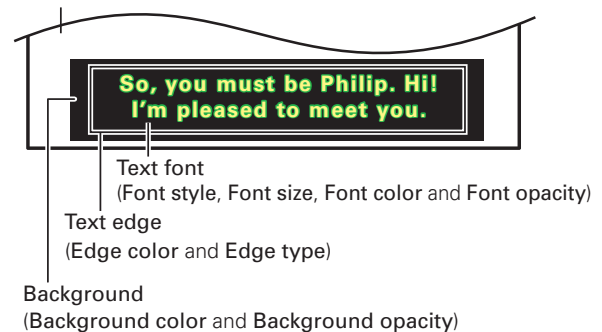 So, you must be Philip. Hi!
I'm pleased to meet you.
Text font
(Font style, Font size, Font color and Font opacity)
Text edge
(Edge color and Edge type)
Background
(Background color and Background opacity)